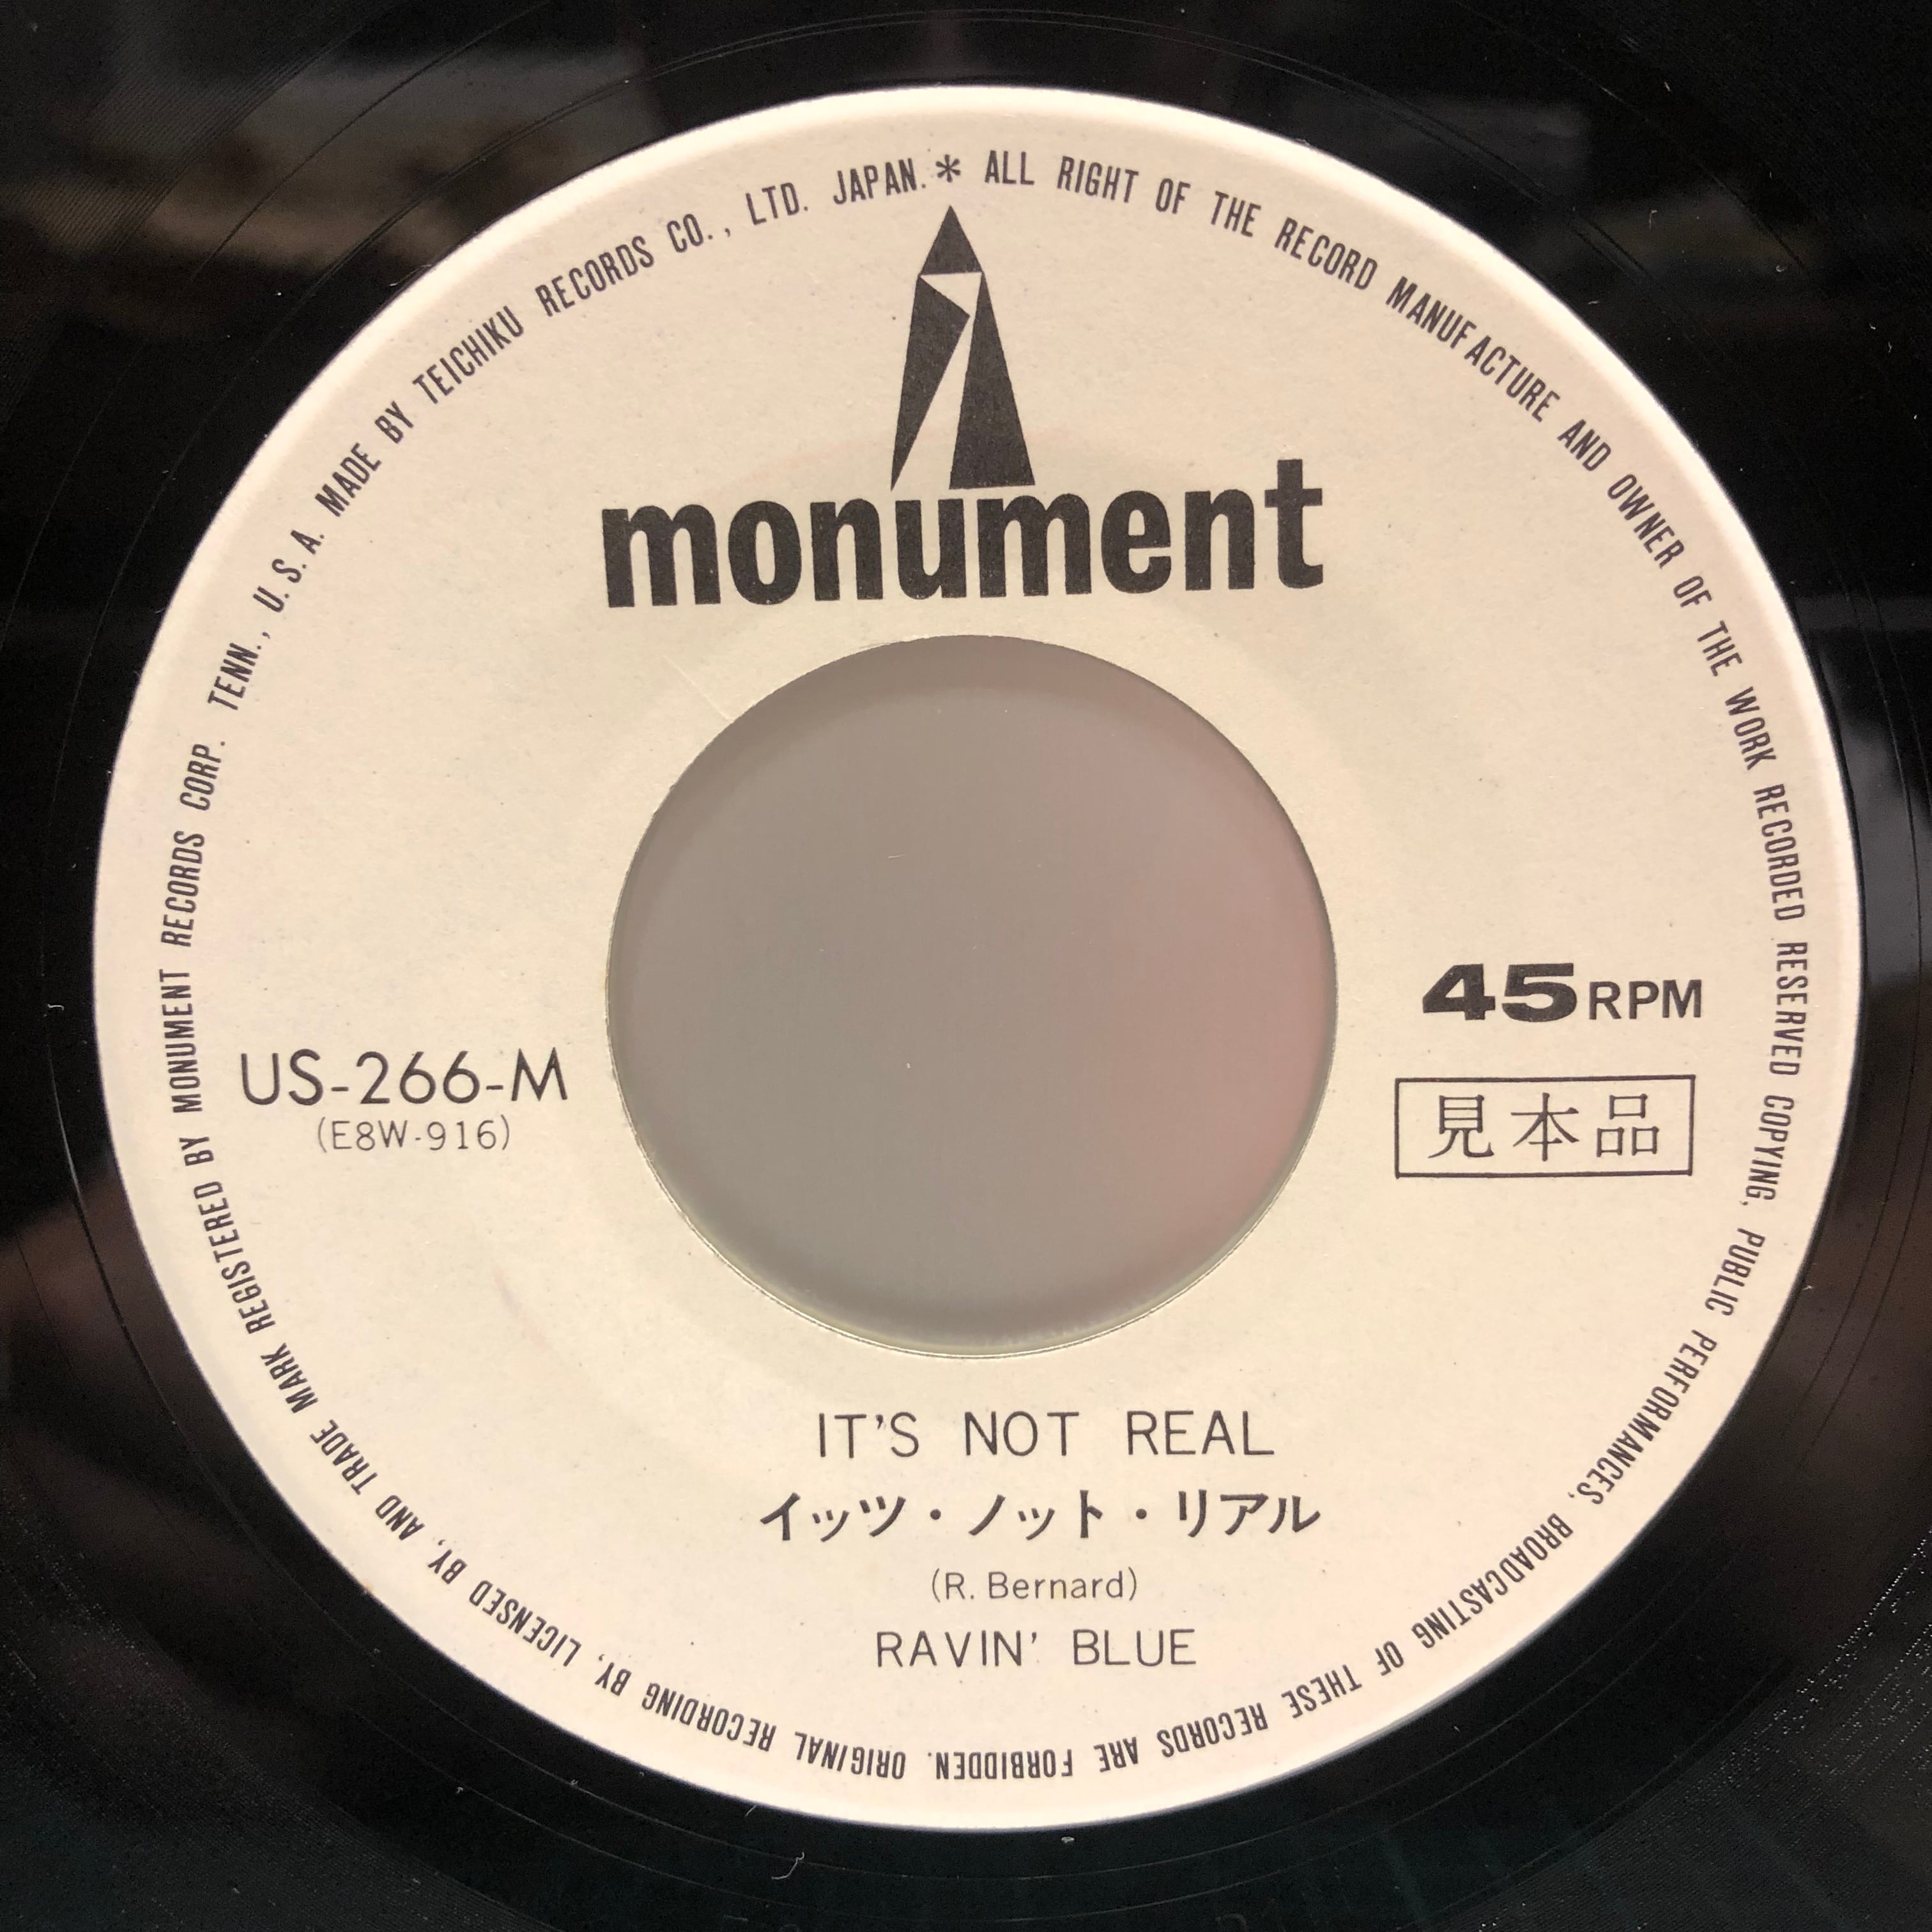 ALL RIGHT OF THE RECORD MANUFACTURE AND OWNER OF THE WORK RECORDED RESERVED COPYING, PUBLIC PERFORMANCES, BROADCASTING OF THESE RECORDS ARE FORBIDDEN. ORIGINAL RECORDING BY, LICENSED BY, AND TRADE MARK REGISTERED BY MONUMENT RECORDS CORP. TENN., U.S.A. MADE BY TEICHIKU RECORDS CO., LTD. JAPAN. *
monument
45 RPM
US-266-M
見本品
(E8W-916)
IT'S NOT REAL
イッツ・ノット・リアル
(R. Bernard)
RAVIN' BLUE